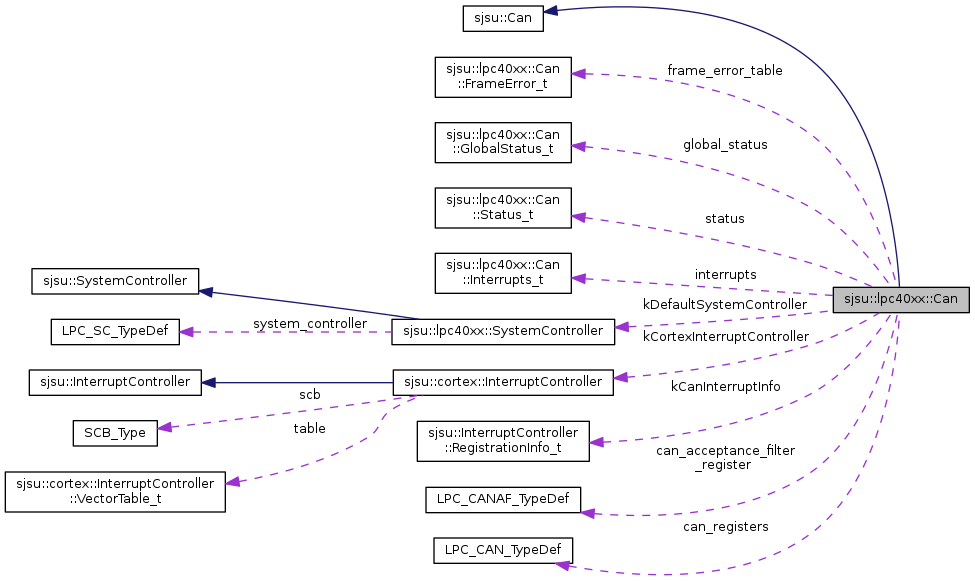 sjsu::Can
sjsu::lpc40xx::Can
::FrameError_t
frame_error_table
sjsu::lpc40xx::Can
::GlobalStatus_t
global_status
sjsu::lpc40xx::Can
::Status_t
status
sjsu::lpc40xx::Can
::Interrupts_t
interrupts
sjsu::SystemController
sjsu::lpc40xx::Can
kDefaultSystemController
LPC_SC_TypeDef
system_controller
sjsu::lpc40xx::SystemController
kCortexInterruptController
sjsu::InterruptController
sjsu::cortex::InterruptController
kCanInterruptInfo
scb
SCB_Type
table
sjsu::InterruptController
::RegistrationInfo_t
can_acceptance_filter
_register
sjsu::cortex::InterruptController
::VectorTable_t
LPC_CANAF_TypeDef
can_registers
LPC_CAN_TypeDef